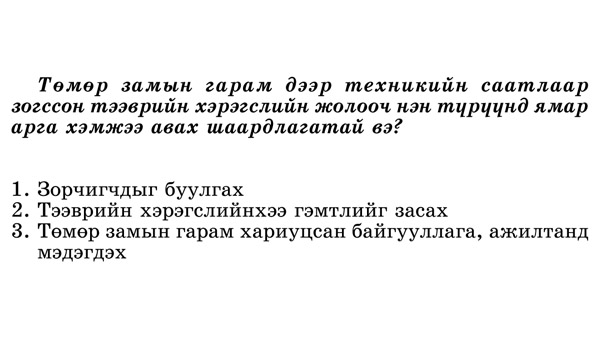 Төмөр замын гарам дээр техникийн саатлаар
зогссон тээврийн хэрэгслийн жолооч нэн түрүүнд ямар
арга хэмжээ авах шаардлагатай вэ?
1. Зорчигчдыг буулгах
2. Тээврийн хэрэгслийнхээ гэмтлийг засах
3. Төмөр замын гарам хариуцсан байгууллага, ажилтанд
мэдэгдэх